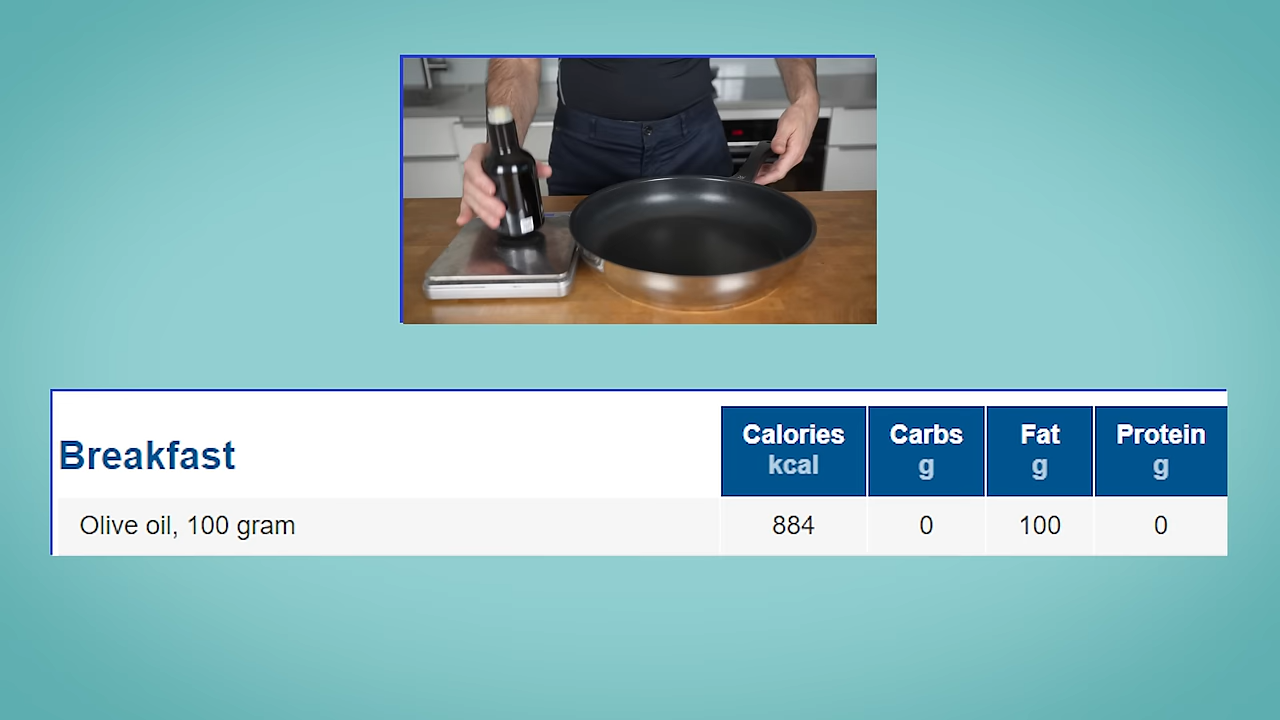 Breakfast
Calories Carbs Fat Protein
kcal g g g
Olive oil, 100 gram 884 0 100 0